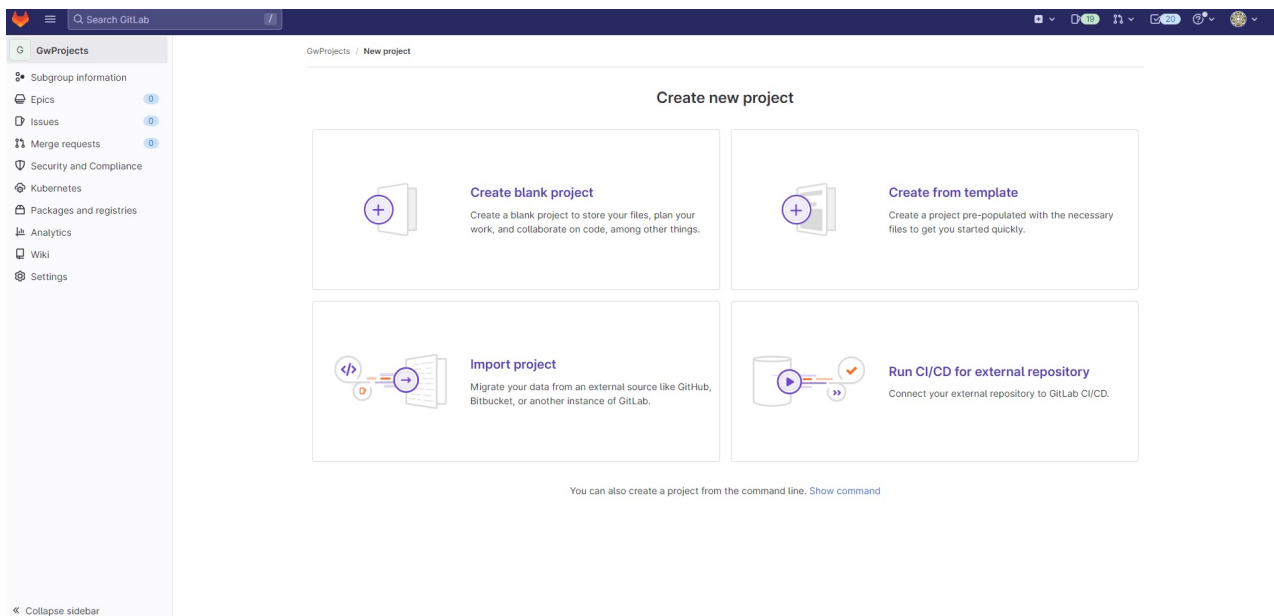 Search GitLab /
19
20
G GwProjects
Subgroup information
Epics 0
Issues 0
Merge requests 0
Security and Compliance
Kubernetes
Packages and registries
Analytics
Wiki
Settings
Collapse sidebar
GwProjects / New project
Create new project
Create blank project
Create a blank project to store your files, plan your
work, and collaborate on code, among other things.
Create from template
Create a project pre-populated with the necessary
files to get you started quickly.
Import project
Migrate your data from an external source like GitHub,
Bitbucket, or another instance of GitLab.
Run CI/CD for external repository
Connect your external repository to GitLab CI/CD.
You can also create a project from the command line. Show command